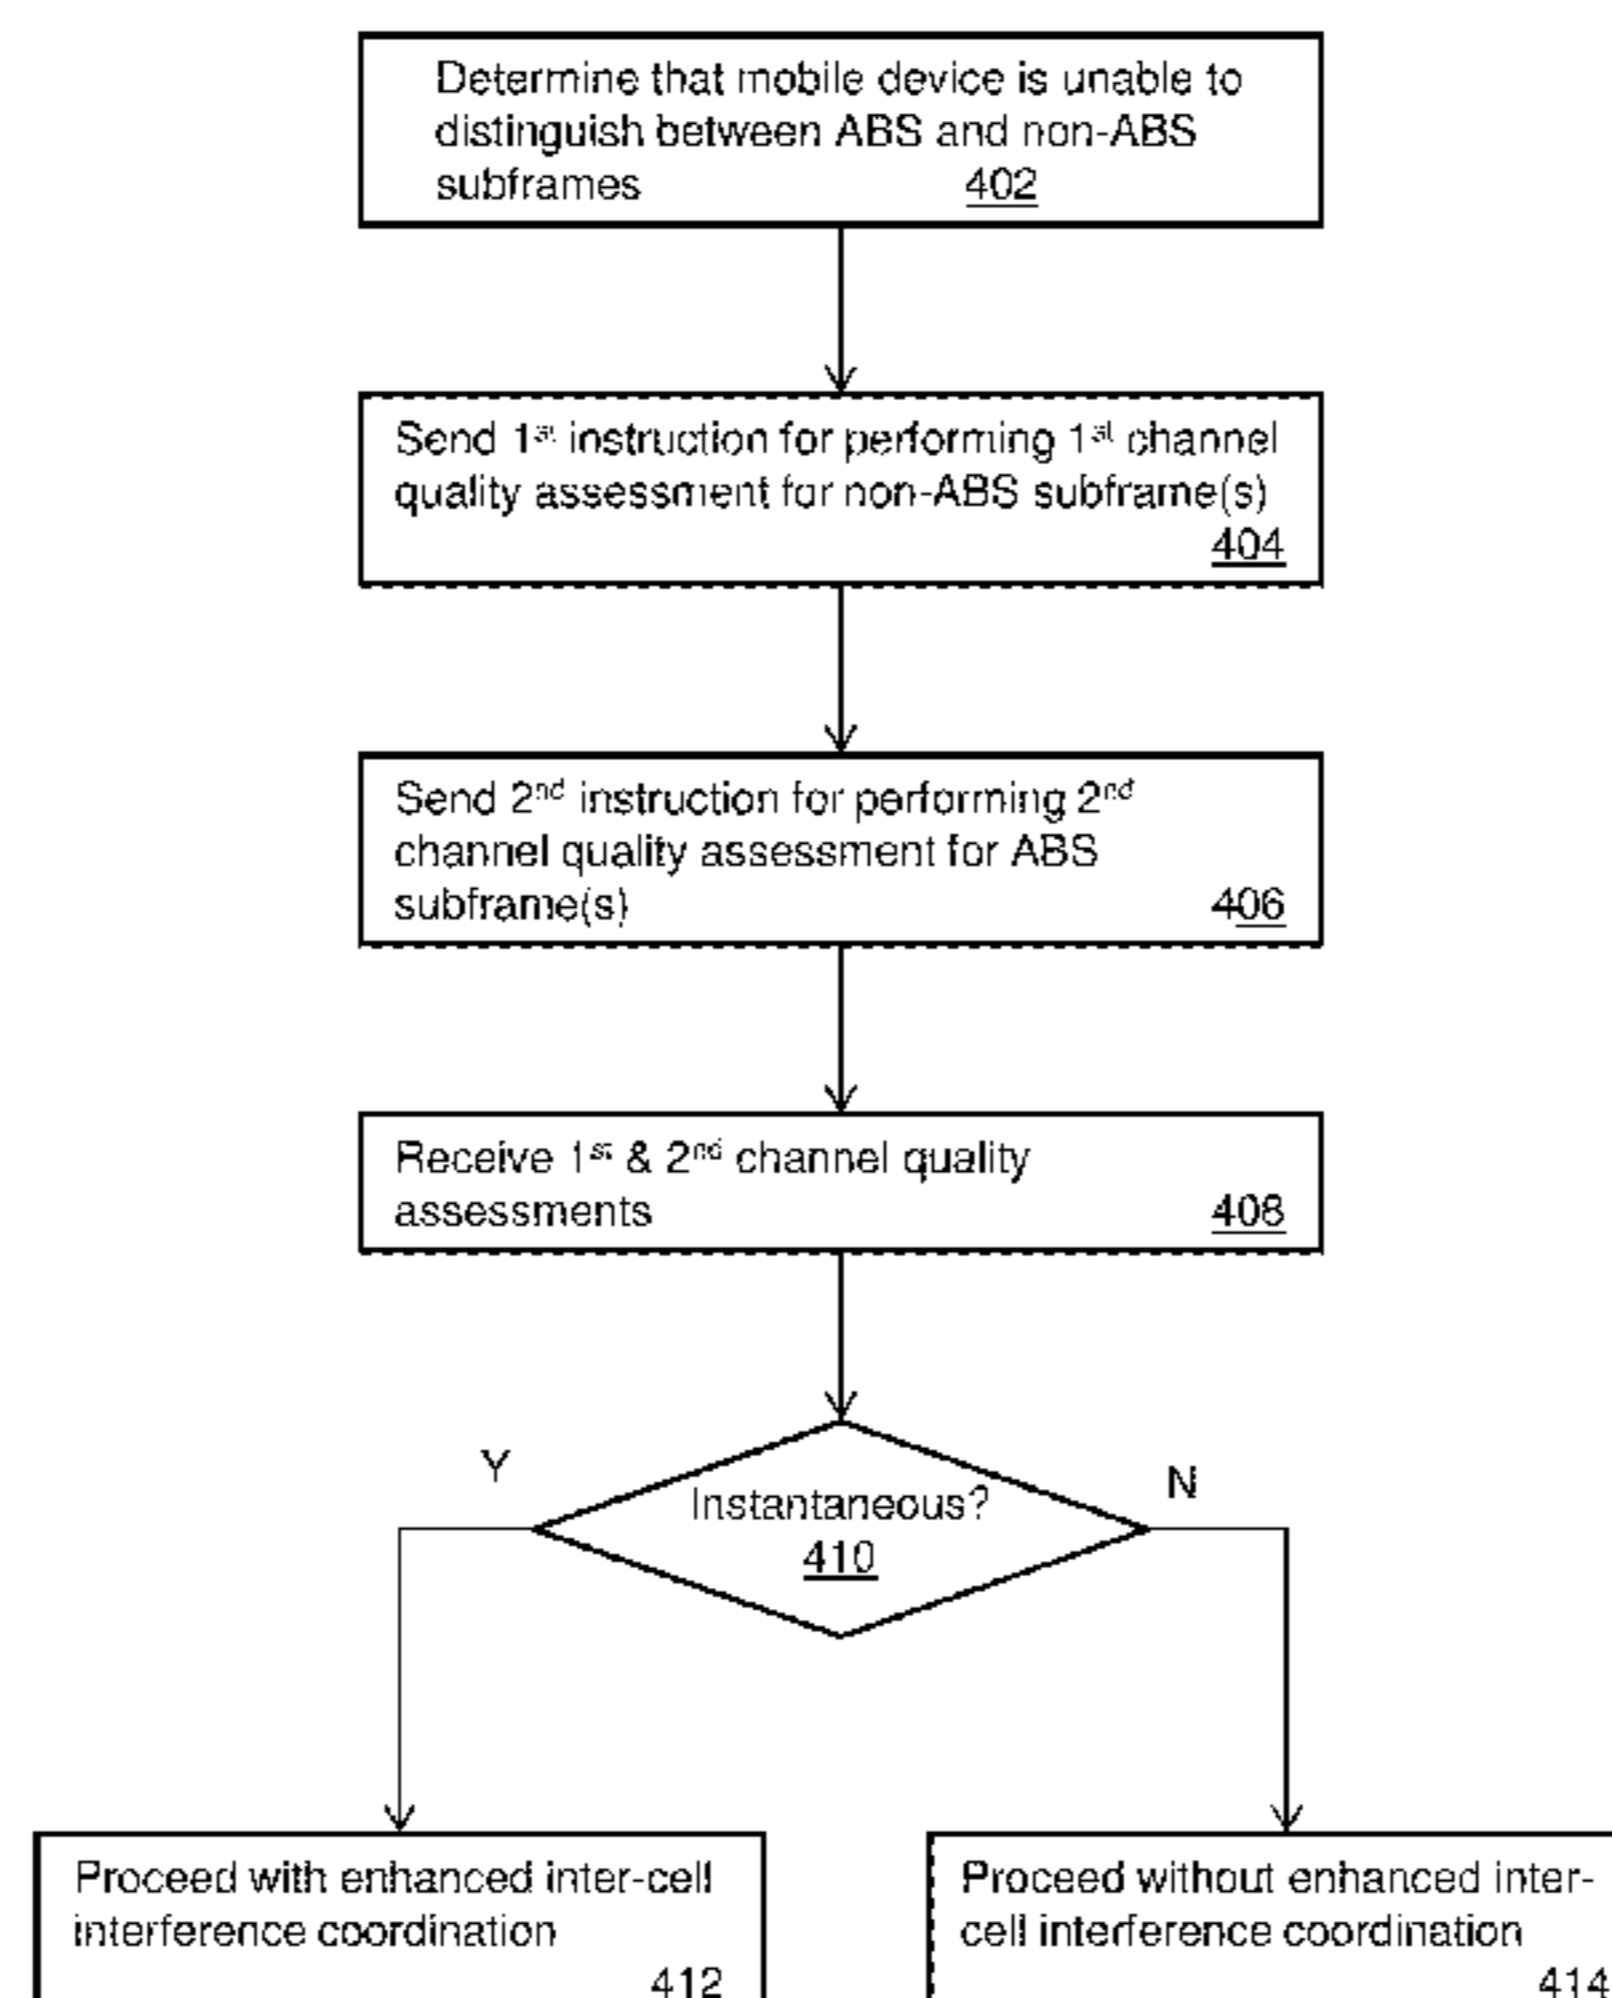 Determine that mobile device is unable to
distinguish between ABS and non-ABS
subframes 402
Send 1st instruction for performing 1st channel
quality assessment for non-ABS subframe(s)
404
Send 2nd instruction for performing 2nd
channel quality assessment for ABS
subframe(s) 406
Receive 1st & 2nd channel quality
assessments 408
Y
N
Instantaneous?
410
Proceed with enhanced inter-cell
interference coordination
412
Proceed without enhanced inter-
cell interference coordination
414